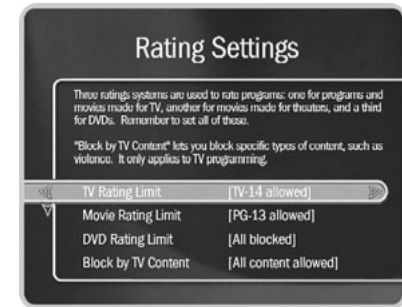 Rating Settings
Three ratings systems are used to rate programs: one for programs and
movies made for TV, another for movies made for theaters, and a third
for DVDs. Remember to set all of these.
"Block by TV Content" lets you block specific types of content, such as
violence. It only applies to TV programming.
TV Rating Limit [TV-14 allowed]
Movie Rating Limit [PG-13 allowed]
DVD Rating Limit [All blocked]
Block by TV Content [All content allowed]